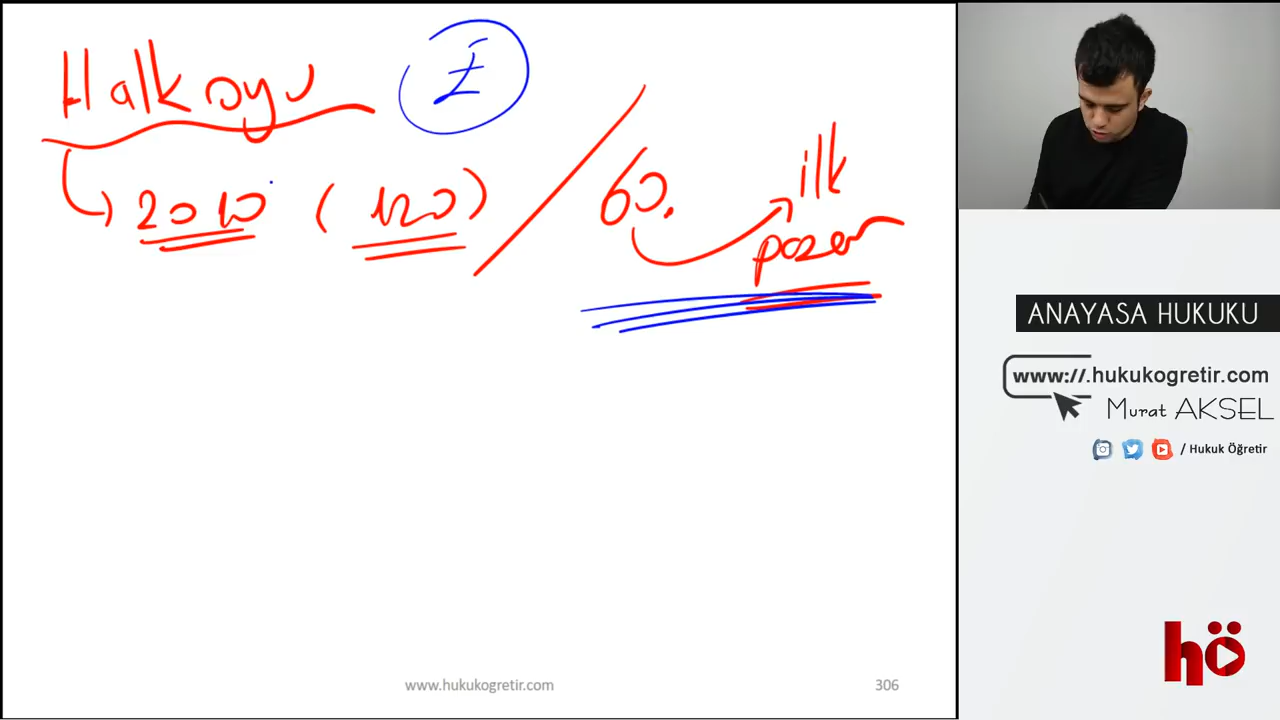 Halkoyu
2010 (120) / 60. ilk
pazar
ANAYASA HUKUKU
www://.hukukogretir.com
Murat AKSEL
/ Hukuk Öğretir
hö
www.hukukogretir.com
306